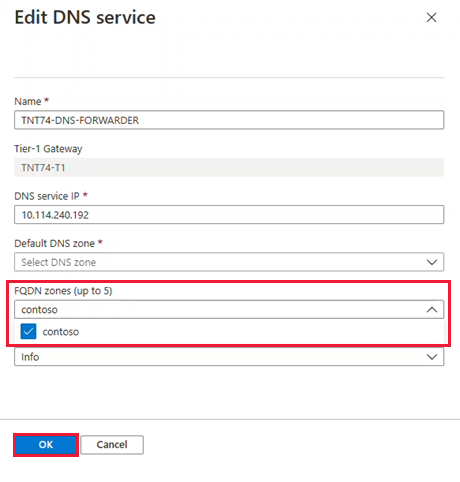 Edit DNS service
Name *
TNT74-DNS-FORWARDER
Tier-1 Gateway
TNT74-T1
DNS service IP *
10.114.240.192
Default DNS zone *
Select DNS zone
FQDN zones (up to 5)
contoso
contoso
Info
OK Cancel